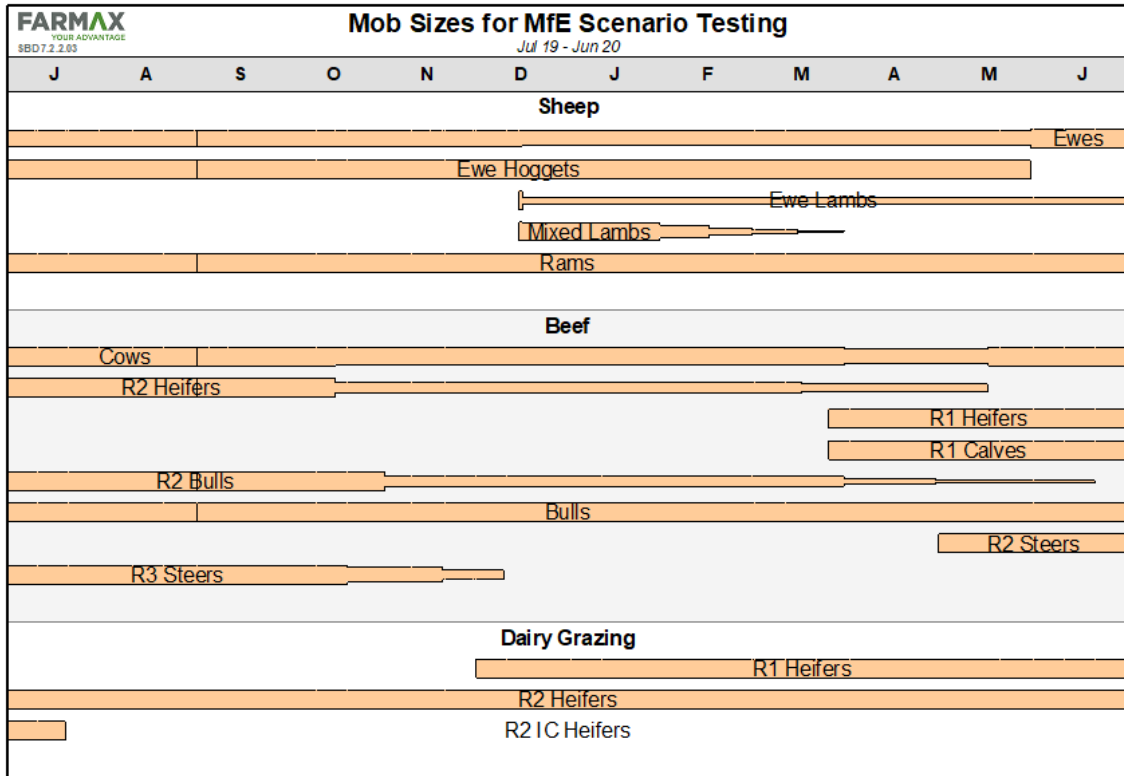 FARMAX
YOUR ADVANTAGE
SBD7.2.2.03
Mob Sizes for MfE Scenario Testing
Jul 19 - Jun 20
J A S O N D J F M A M J
Sheep
Ewes
Ewe Hoggets
Ewe Lambs
Mixed Lambs
Rams
Beef
Cows
R2 Heifers
R1 Heifers
R1 Calves
R2 Bulls
Bulls
R2 Steers
R3 Steers
Dairy Grazing
R1 Heifers
R2 Heifers
R2 IC Heifers